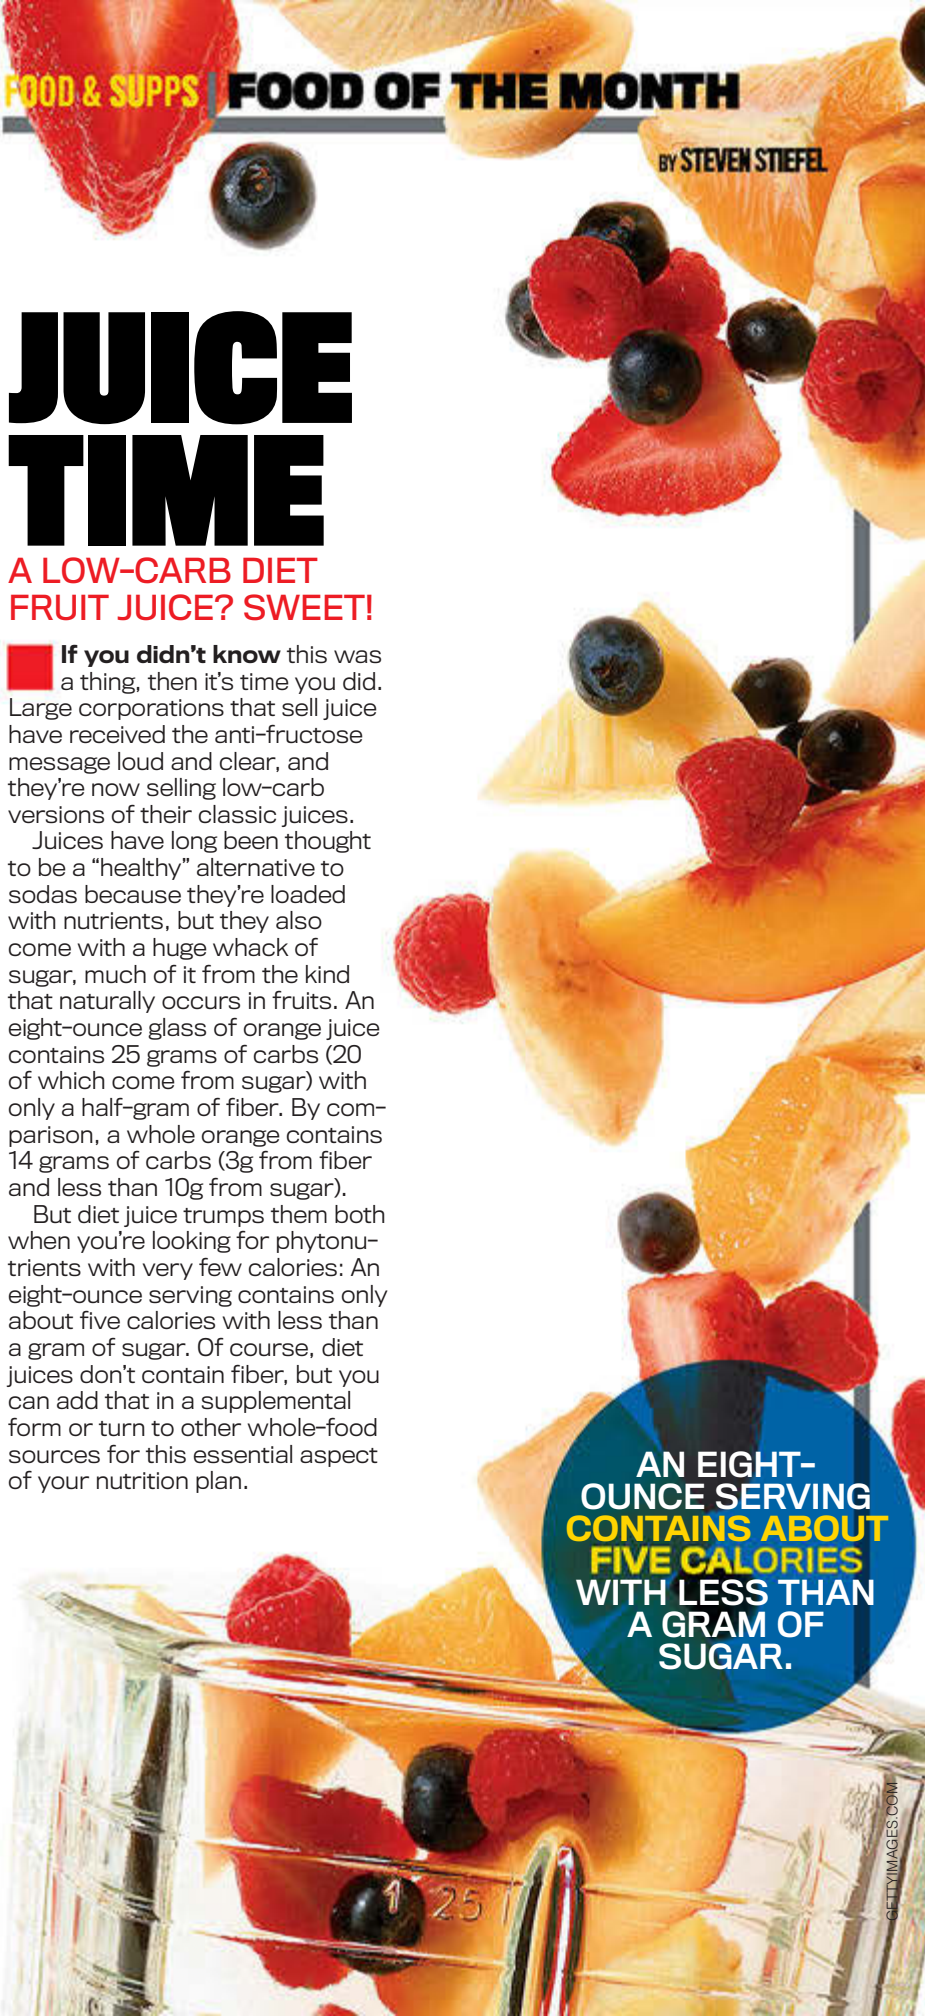 FOOD & SUPPS | FOOD OF THE MONTH
BY STEVEN STIEFEL
JUICE
TIME
A LOW-CARB DIET
FRUIT JUICE? SWEET!
If you didn't know this was
a thing, then it's time you did.
Large corporations that sell juice
have received the anti-fructose
message loud and clear, and
they're now selling low-carb
versions of their classic juices.
Juices have long been thought
to be a “healthy” alternative to
sodas because they're loaded
with nutrients, but they also
come with a huge whack of
sugar, much of it from the kind
that naturally occurs in fruits. An
eight-ounce glass of orange juice
contains 25 grams of carbs (20
of which come from sugar) with
only a half-gram of fiber. By com-
parison, a whole orange contains
14 grams of carbs (3g from fiber
and less than 10g from sugar).
But diet juice trumps them both
when you're looking for phytonu-
trients with very few calories: An
eight-ounce serving contains only
about five calories with less than
a gram of sugar. Of course, diet
juices don't contain fiber, but you
can add that in a supplemental
form or turn to other whole-food
sources for this essential aspect
of your nutrition plan.
AN EIGHT-
OUNCE SERVING
CONTAINS ABOUT
FIVE CALORIES
WITH LESS THAN
A GRAM OF
SUGAR.
1 25
GETTYIMAGES.COM